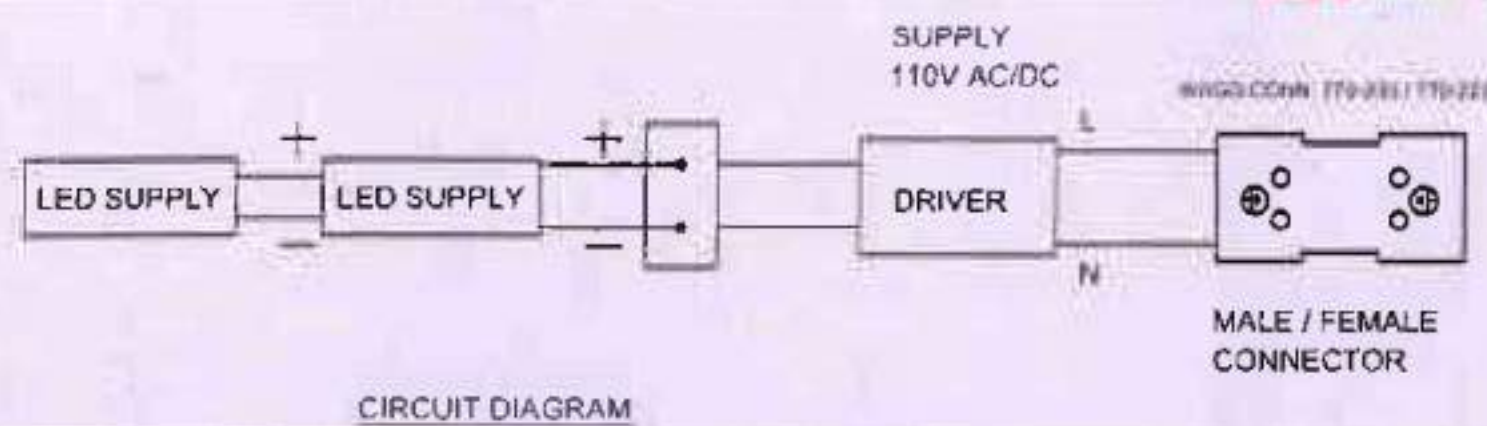 SUPPLY
110V AC/DC
L
+
+
LED SUPPLY
LED SUPPLY
DRIVER
−
−
N
MALE / FEMALE
CONNECTOR
CIRCUIT DIAGRAM